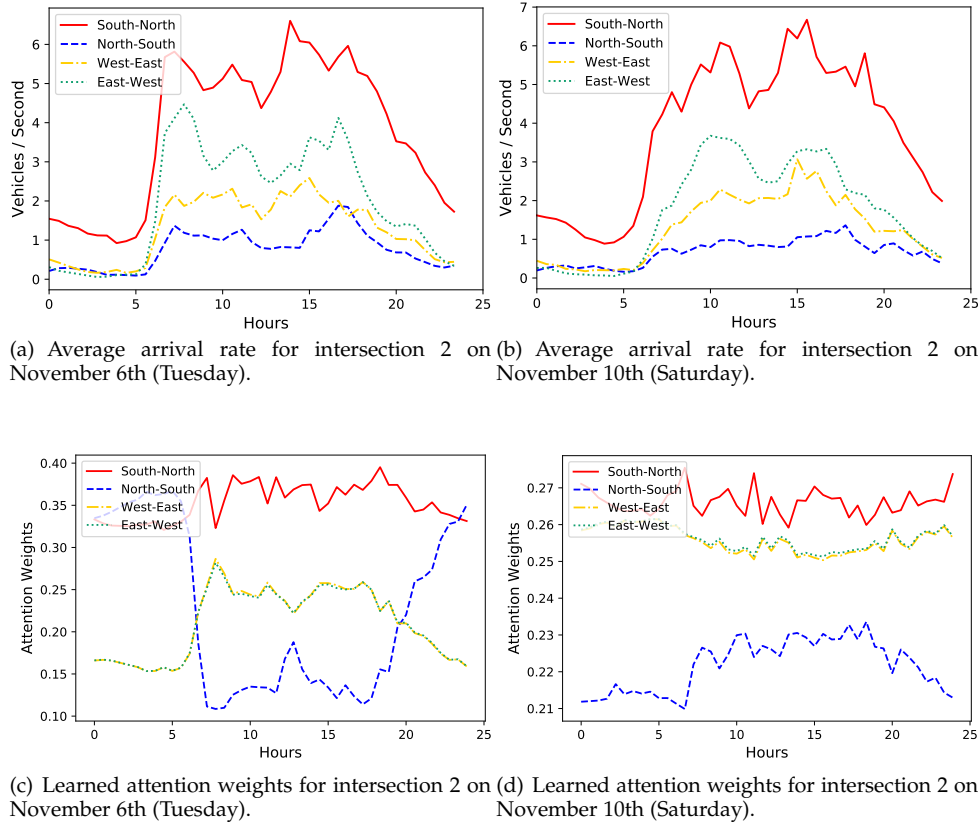 South-North
North-South
West-East
East-West
Vehicles / Second
0 1 2 3 4 5 6
0 5 10 15 20 25
Hours
(a) Average arrival rate for intersection 2 on
November 6th (Tuesday).
South-North
North-South
West-East
East-West
Vehicles / Second
0 1 2 3 4 5 6 7
0 5 10 15 20 25
Hours
(b) Average arrival rate for intersection 2 on
November 10th (Saturday).
South-North
North-South
West-East
East-West
Attention Weights
0.10 0.15 0.20 0.25 0.30 0.35 0.40
0 5 10 15 20 25
Hours
(c) Learned attention weights for intersection 2 on
November 6th (Tuesday).
South-North
North-South
West-East
East-West
Attention Weights
0.21 0.22 0.23 0.24 0.25 0.26 0.27
0 5 10 15 20 25
Hours
(d) Learned attention weights for intersection 2 on
November 10th (Saturday).